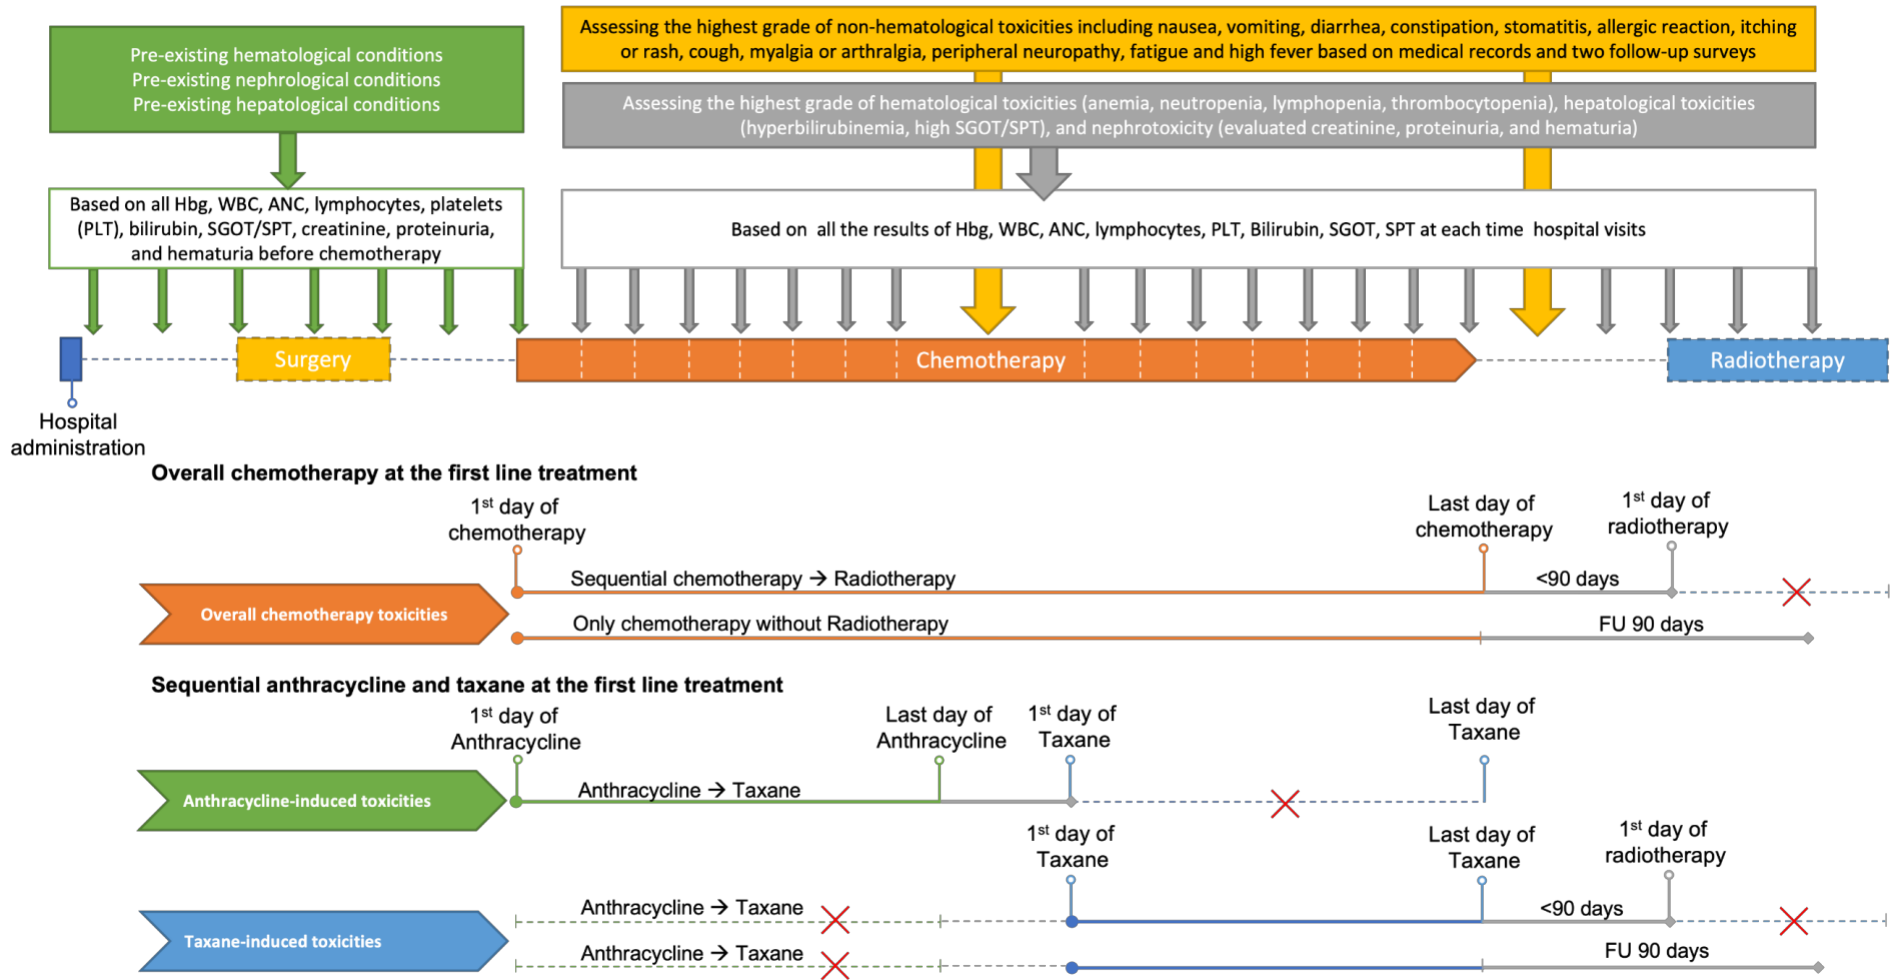 Pre-existing hematological conditions
Pre-existing nephrological conditions
Pre-existing hepatological conditions
Assessing the highest grade of non-hematological toxicities including nausea, vomiting, diarrhea, constipation, stomatitis, allergic reaction, itching
or rash, cough, myalgia or arthralgia, peripheral neuropathy, fatigue and high fever based on medical records and two follow-up surveys
Assessing the highest grade of hematological toxicities (anemia, neutropenia, lymphopenia, thrombocytopenia), hepatological toxicities
(hyperbilirubinemia, high SGOT/SPT), and nephrotoxicity (evaluated creatinine, proteinuria, and hematuria)
Based on all Hbg, WBC, ANC, lymphocytes, platelets
(PLT), bilirubin, SGOT/SPT, creatinine, proteinuria,
and hematuria before chemotherapy
Based on all the results of Hbg, WBC, ANC, lymphocytes, PLT, Bilirubin, SGOT, SPT at each time hospital visits
Surgery
Chemotherapy
Radiotherapy
Hospital
administration
Overall chemotherapy at the first line treatment
1st day of
chemotherapy
Last day of
chemotherapy
1st day of
radiotherapy
Overall chemotherapy toxicities
Sequential chemotherapy → Radiotherapy
<90 days
Only chemotherapy without Radiotherapy
FU 90 days
Sequential anthracycline and taxane at the first line treatment
1st day of
Anthracycline
Last day of
Anthracycline
1st day of
Taxane
Last day of
Taxane
Anthracycline-induced toxicities
Anthracycline → Taxane
1st day of
Taxane
Last day of
Taxane
1st day of
radiotherapy
Taxane-induced toxicities
Anthracycline → Taxane
<90 days
Anthracycline → Taxane
FU 90 days